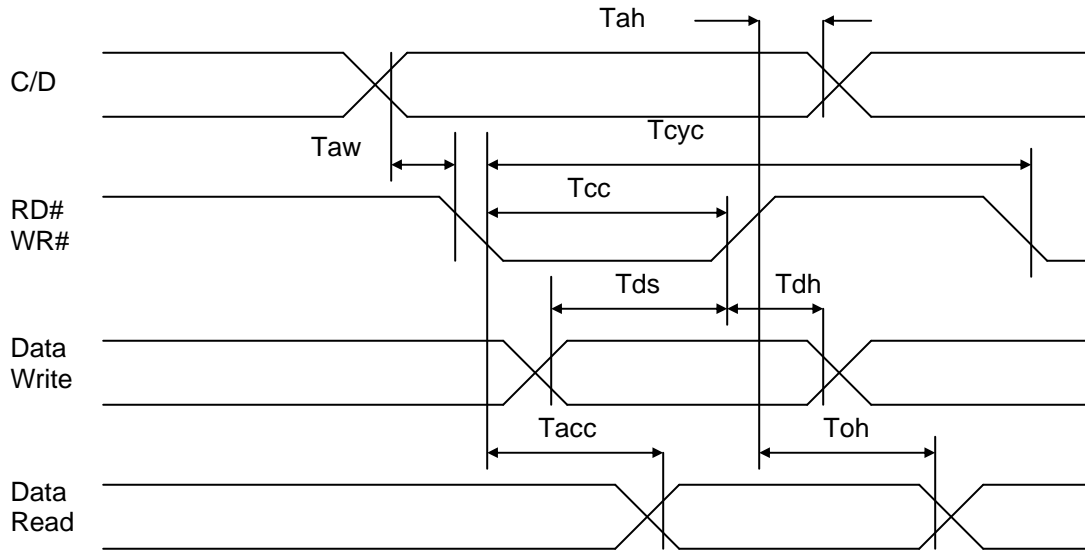 Tah
C/D
Tcyc
Taw
Tcc
RD#
WR#
Tds
Tdh
Data
Write
Tacc
Toh
Data
Read